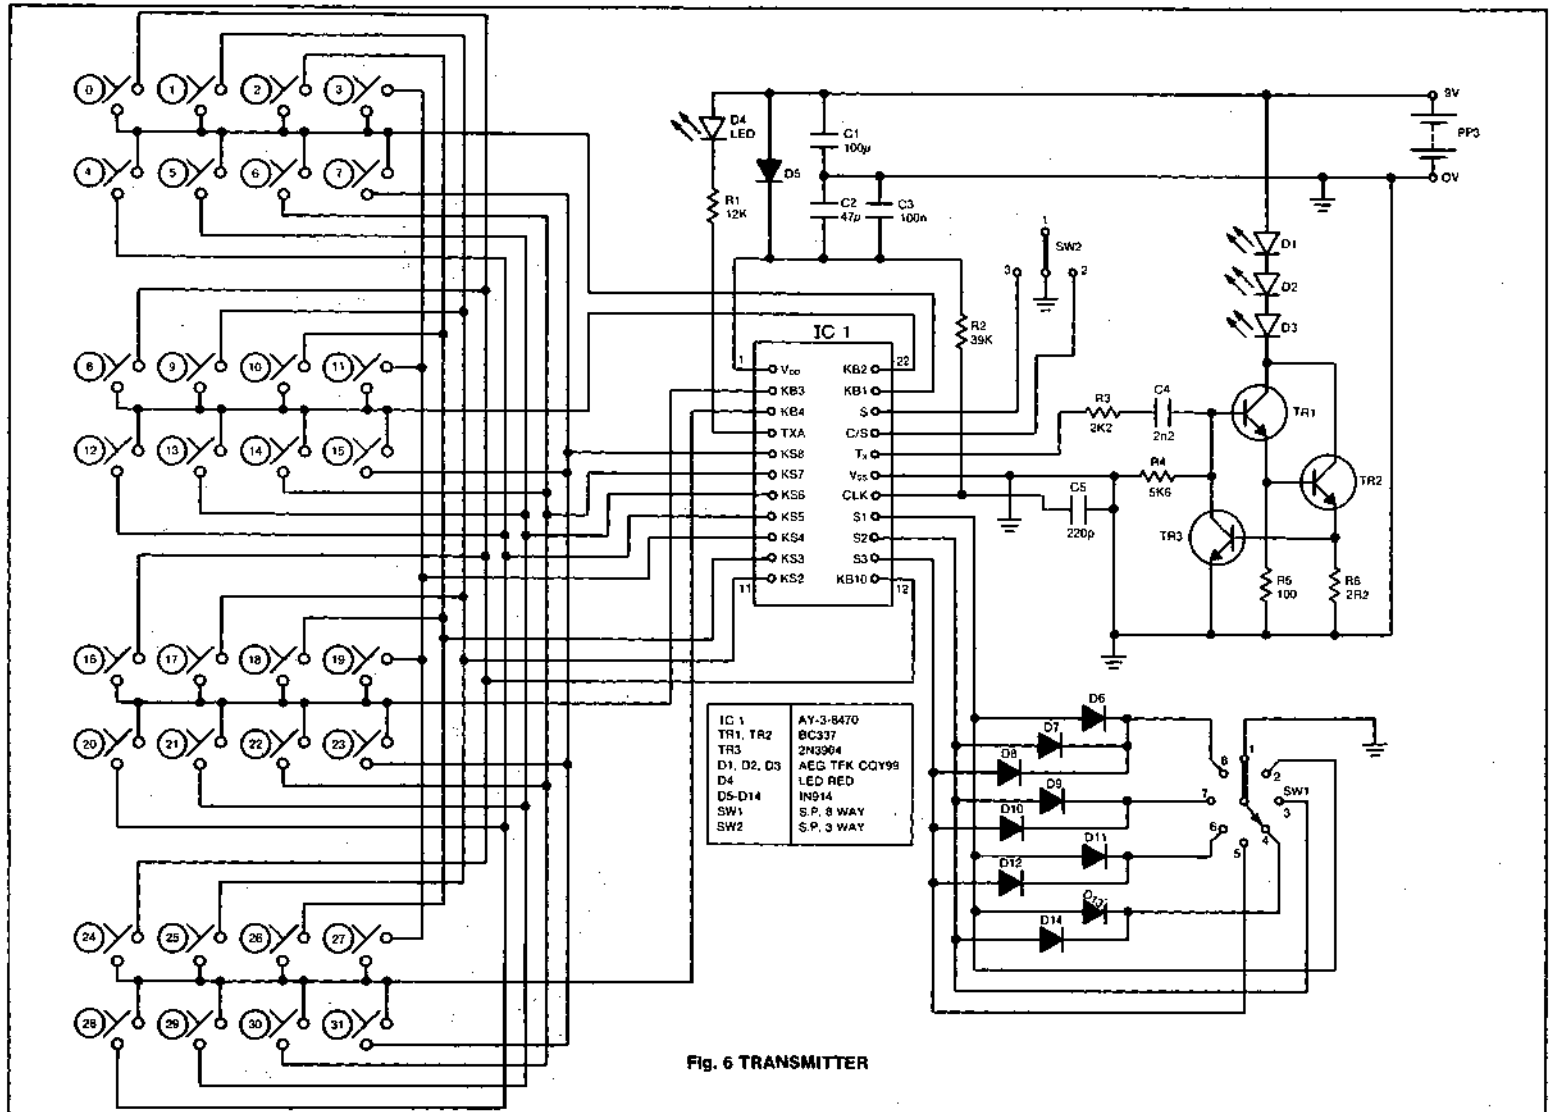 0 1 2 3
4 5 6 7
8 9 10 11
12 13 14 15
16 17 18 19
20 21 22 23
24 25 26 27
28 29 30 31
D4
LED
R1
12K
D5
C1
100µ
C2
47µ
C3
100n
9V
PP3
0V
D1
D2
D3
1
SW2
3
2
R2
39K
IC 1
1
VDD
KB3
KB4
TXA
KS8
KS7
KS6
KS5
KS4
KS3
KS2
11
22
KB2
KB1
S
C/S
TX
VSS
CLK
S1
S2
S3
KB10
12
R3
2K2
C4
2n2
R4
5K6
C5
220p
TR1
TR2
TR3
R5
100
R6
2R2
IC 1 AY-3-8470
TR1, TR2 BC337
TR3 2N3904
D1, D2, D3 AEG TFK CQY99
D4 LED RED
D5-D14 IN914
SW1 S.P. 8 WAY
SW2 S.P. 3 WAY
D6
D7
D8
D9
D10
D11
D12
D14
1
2
3
4
5
6
7
8
SW1
Fig. 6 TRANSMITTER